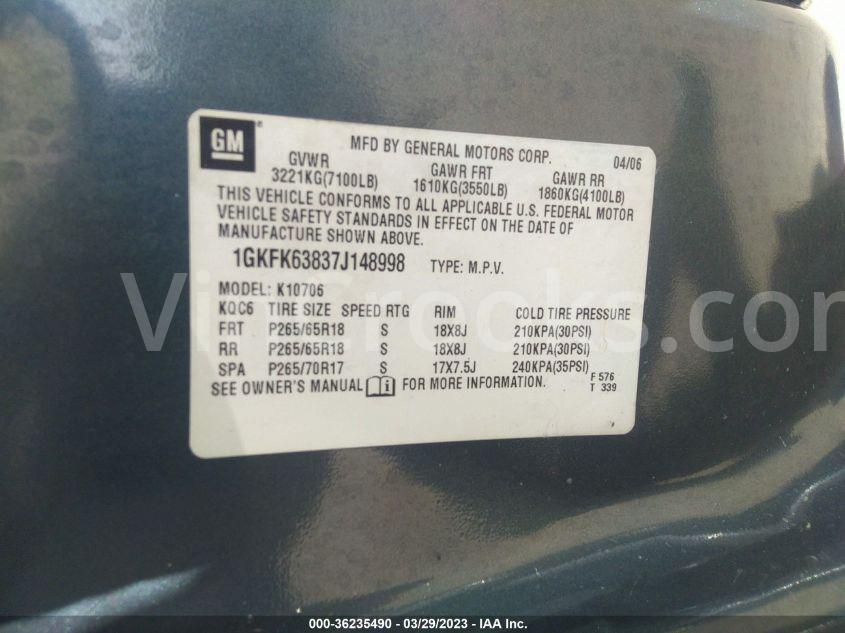 GM
MFD BY GENERAL MOTORS CORP. 04/06
GVWR GAWR FRT GAWR RR
3221KG(7100LB) 1610KG(3550LB) 1860KG(4100LB)
THIS VEHICLE CONFORMS TO ALL APPLICABLE U.S. FEDERAL MOTOR
VEHICLE SAFETY STANDARDS IN EFFECT ON THE DATE OF
MANUFACTURE SHOWN ABOVE.
1GKFK63837J148998 TYPE: M.P.V.
MODEL: K10706
KQC6 TIRE SIZE SPEED RTG RIM COLD TIRE PRESSURE
FRT P265/65R18 S 18X8J 210KPA(30PSI)
RR P265/65R18 S 18X8J 210KPA(30PSI)
SPA P265/70R17 S 17X7.5J 240KPA(35PSI)
SEE OWNER'S MANUAL FOR MORE INFORMATION.
F 576
T 339
VinCrooks.com
000-36235490 - 03/29/2023 - IAA Inc.